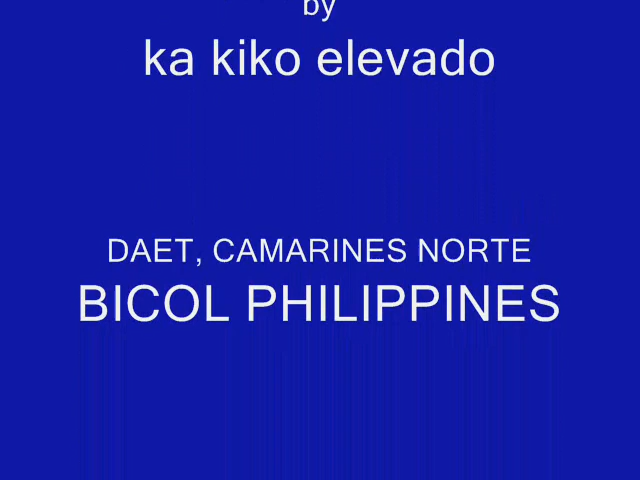 by
ka kiko elevado
DAET, CAMARINES NORTE
BICOL PHILIPPINES